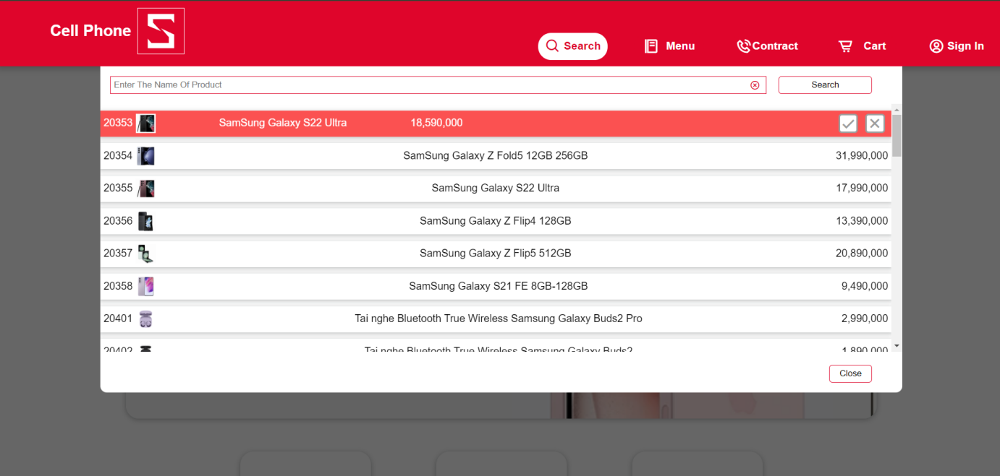 Cell Phone
Search Menu Contract Cart Sign In
Enter The Name Of Product Search
20353 SamSung Galaxy S22 Ultra 18,590,000
20354 SamSung Galaxy Z Fold5 12GB 256GB 31,990,000
20355 SamSung Galaxy S22 Ultra 17,990,000
20356 SamSung Galaxy Z Flip4 128GB 13,390,000
20357 SamSung Galaxy Z Flip5 512GB 20,890,000
20358 SamSung Galaxy S21 FE 8GB-128GB 9,490,000
20401 Tai nghe Bluetooth True Wireless Samsung Galaxy Buds2 Pro 2,990,000
20402 Tai nghe Bluetooth True Wireless Samsung Galaxy Buds2 1,890,000
Close